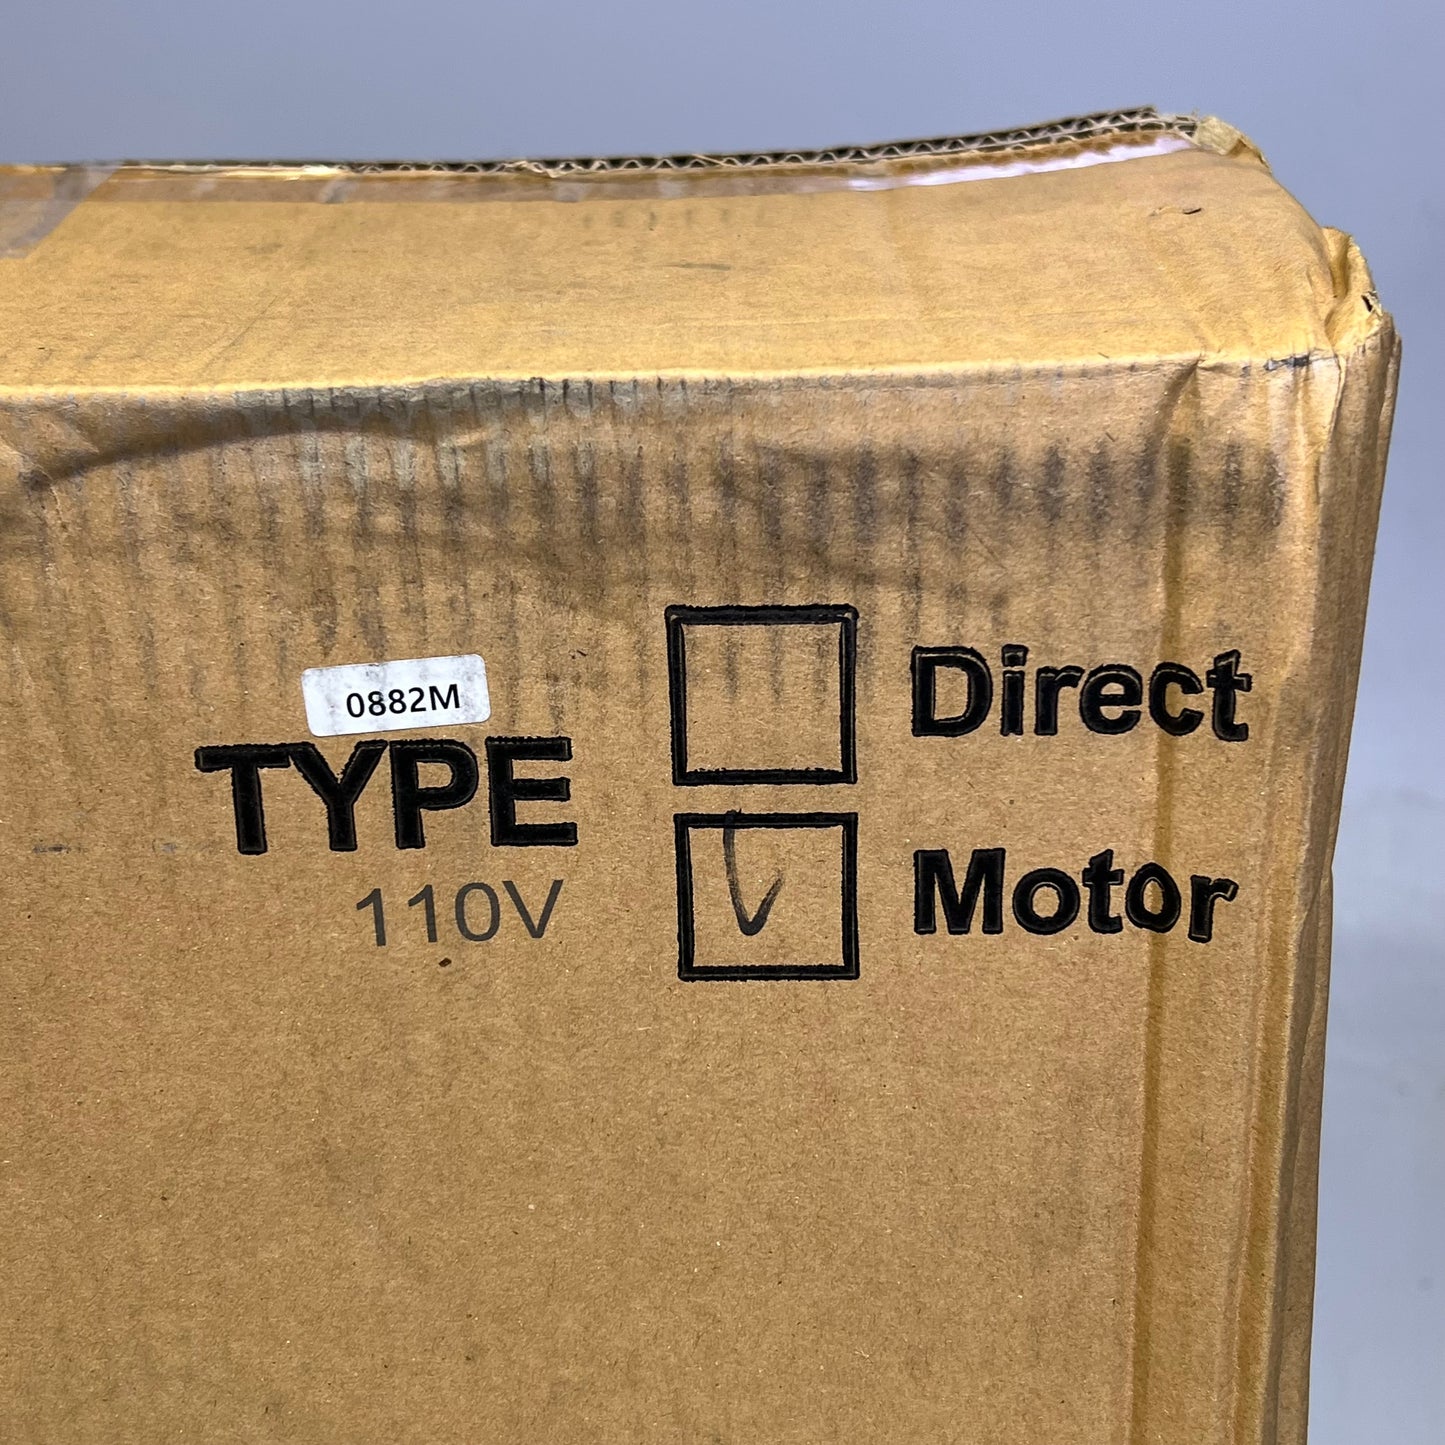 0882M
TYPE
110V
Direct
Motor